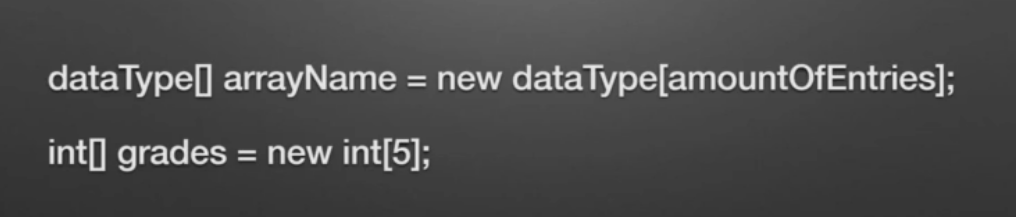 dataType[] arrayName = new dataType[amountOfEntries];
int[] grades = new int[5];